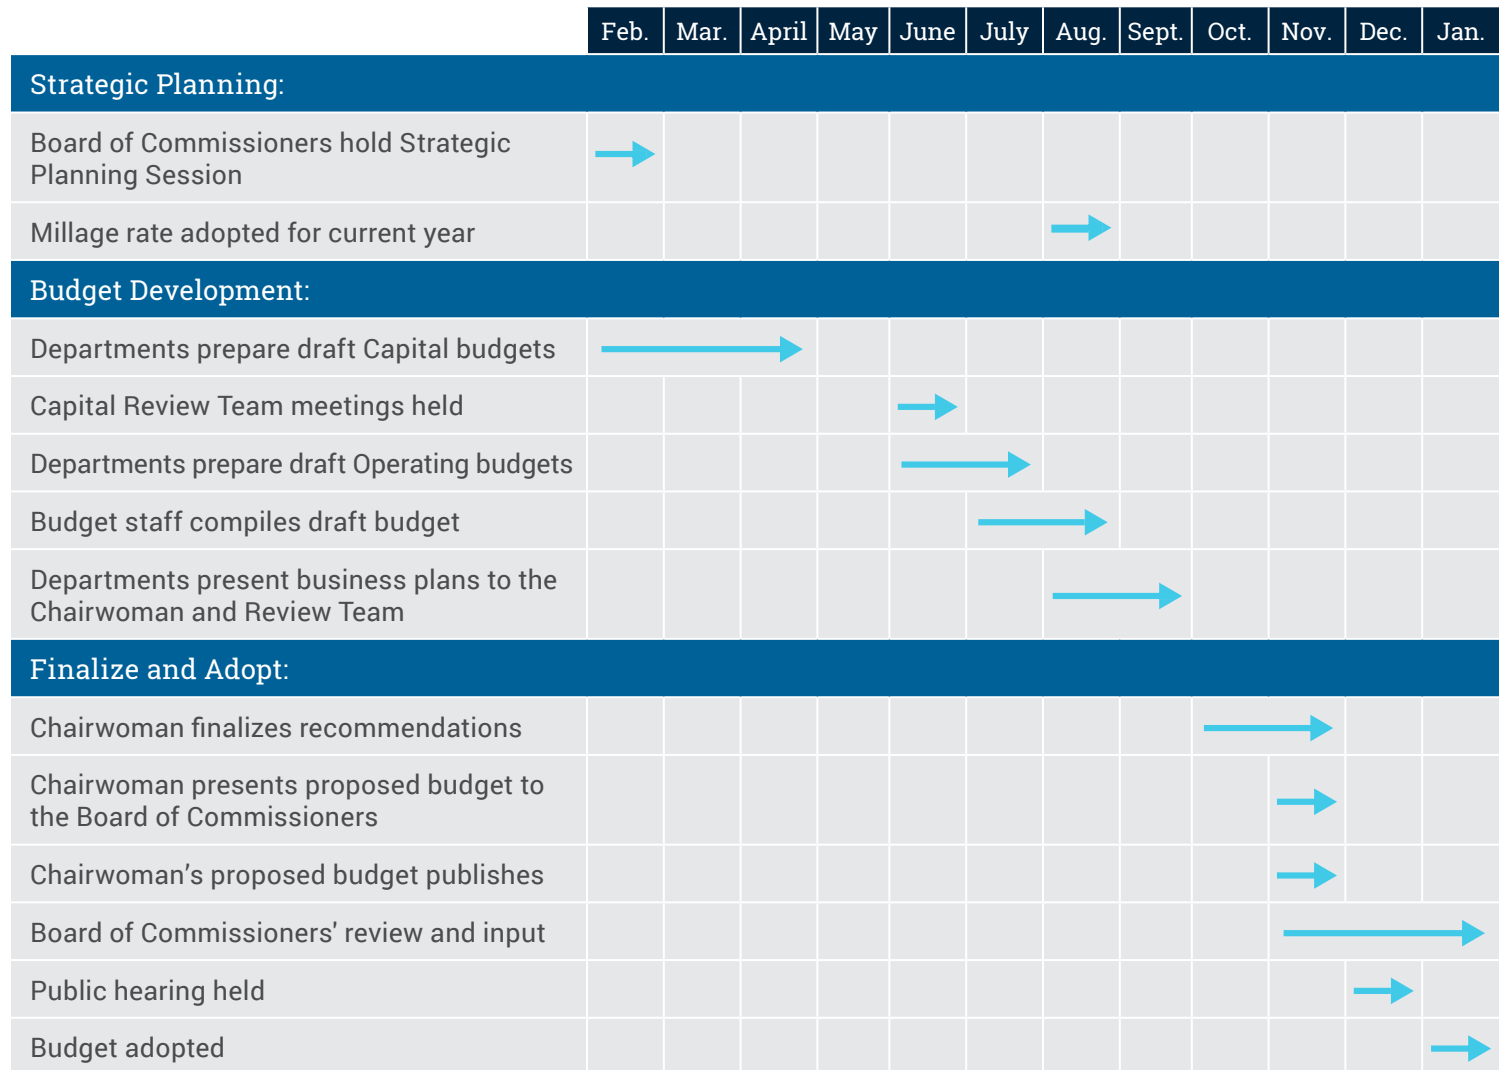 Feb. Mar. April May June July Aug. Sept. Oct. Nov. Dec. Jan.
Strategic Planning:
Board of Commissioners hold Strategic
Planning Session
Millage rate adopted for current year
Budget Development:
Departments prepare draft Capital budgets
Capital Review Team meetings held
Departments prepare draft Operating budgets
Budget staff compiles draft budget
Departments present business plans to the
Chairwoman and Review Team
Finalize and Adopt:
Chairwoman finalizes recommendations
Chairwoman presents proposed budget to
the Board of Commissioners
Chairwoman’s proposed budget publishes
Board of Commissioners' review and input
Public hearing held
Budget adopted